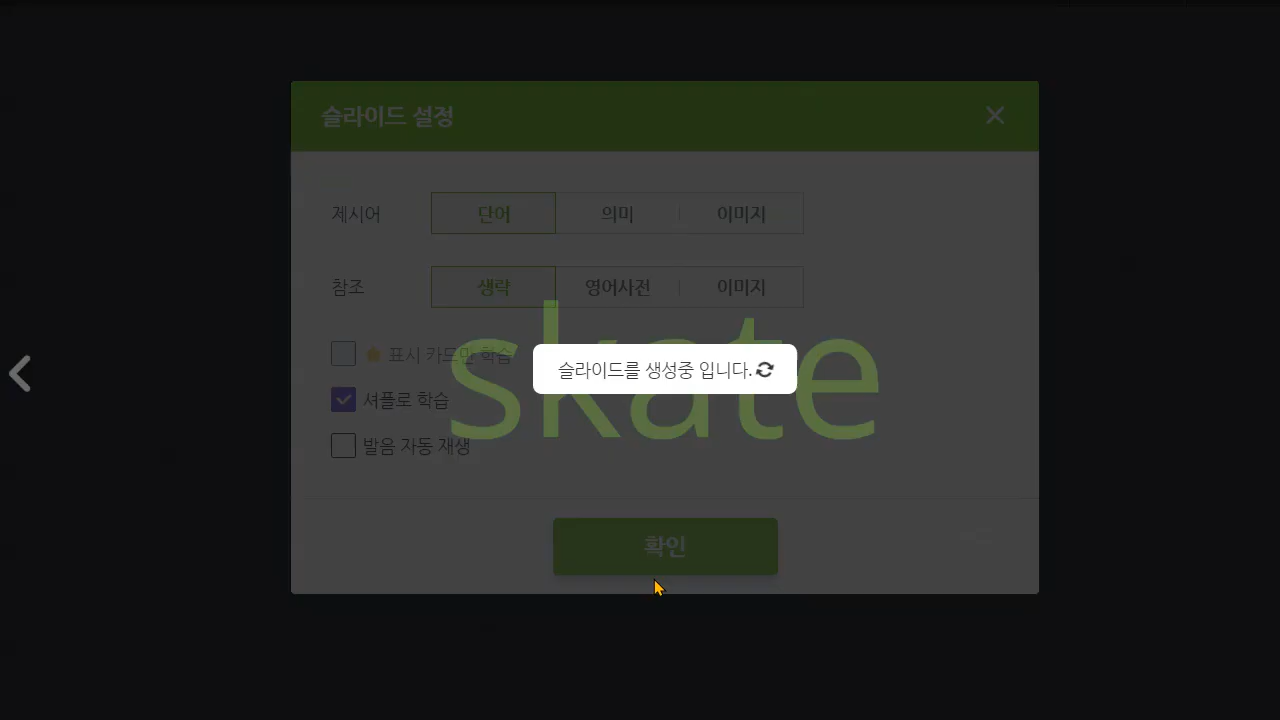 슬라이드 설정
제시어 단어 의미 이미지
참조 생략 영어사전 이미지
표시 카드만 학습
skate
슬라이드를 생성중 입니다.
셔플로 학습
발음 자동 재생
확인